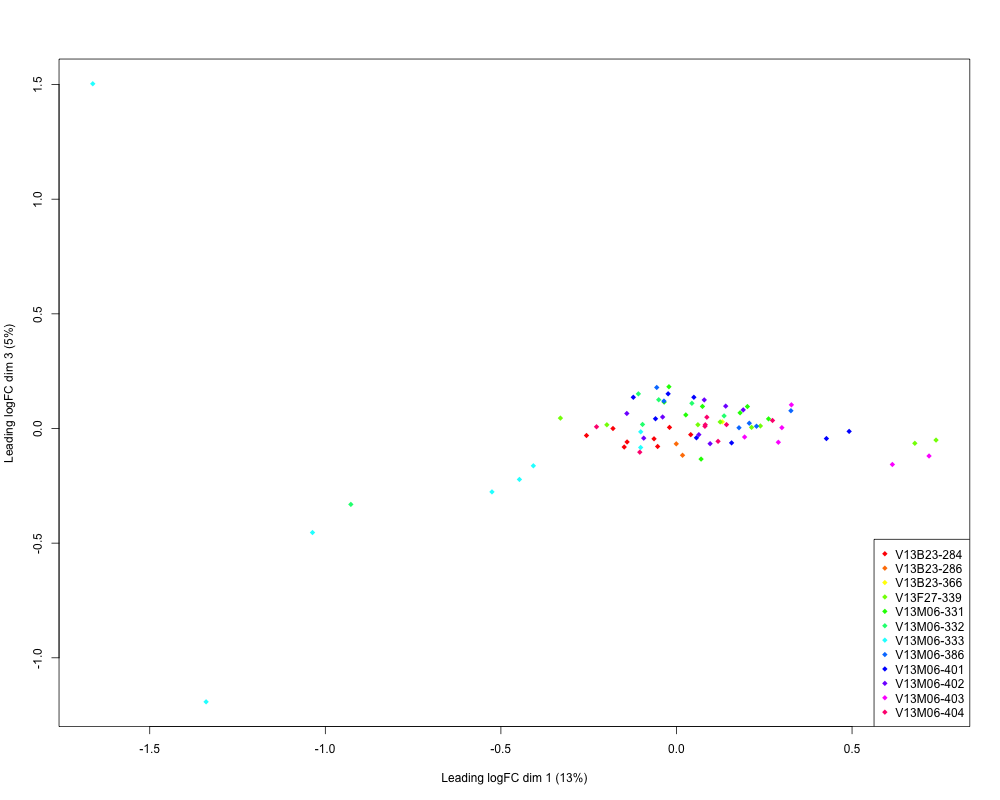 Leading logFC dim 3 (5%)
1.5
1.0
0.5
0.0
-0.5
-1.0
V13B23-284
V13B23-286
V13B23-366
V13F27-339
V13M06-331
V13M06-332
V13M06-333
V13M06-386
V13M06-401
V13M06-402
V13M06-403
V13M06-404
-1.5 -1.0 -0.5 0.0 0.5
Leading logFC dim 1 (13%)